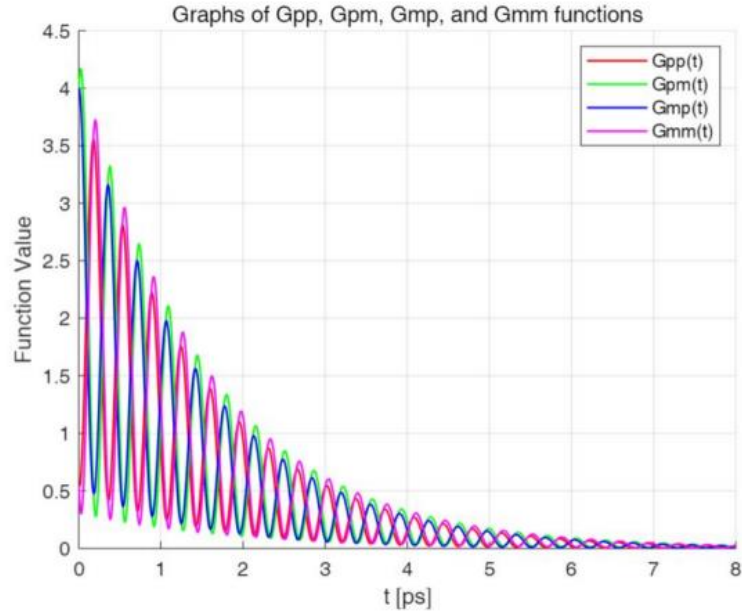 Graphs of Gpp, Gpm, Gmp, and Gmm functions
4.5
4
3.5
3
2.5
2
1.5
1
0.5
0
Function Value
Gpp(t)
Gpm(t)
Gmp(t)
Gmm(t)
0 1 2 3 4 5 6 7 8
t [ps]